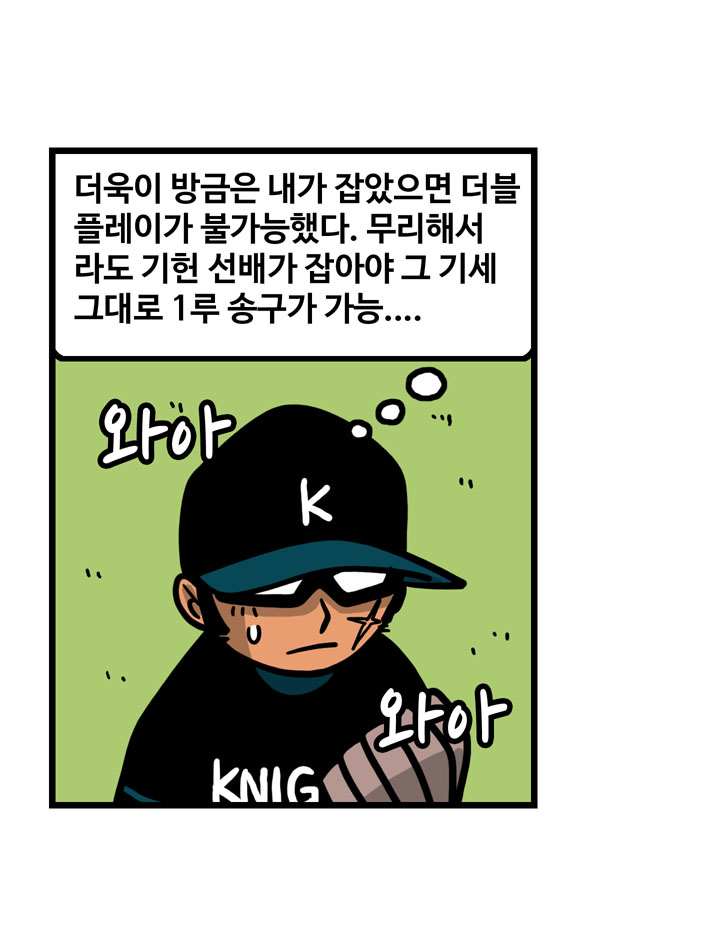 더욱이 방금은 내가 잡았으면 더블
플레이가 불가능했다. 무리해서
라도 기헌 선배가 잡아야 그 기세
그대로 1루 송구가 가능....
와아
K
와아
KNIG